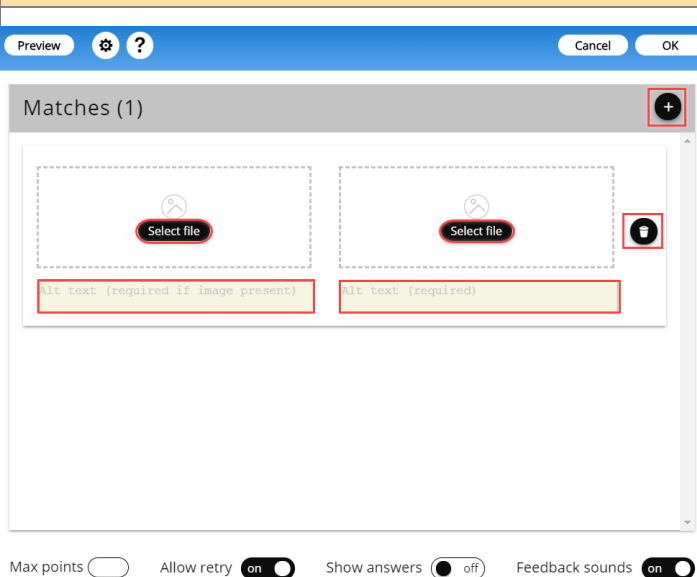 Preview ? Cancel OK
Matches (1) +
Select file Select file
Alt text (required if image present) Alt text (required)
Max points Allow retry on Show answers off Feedback sounds on